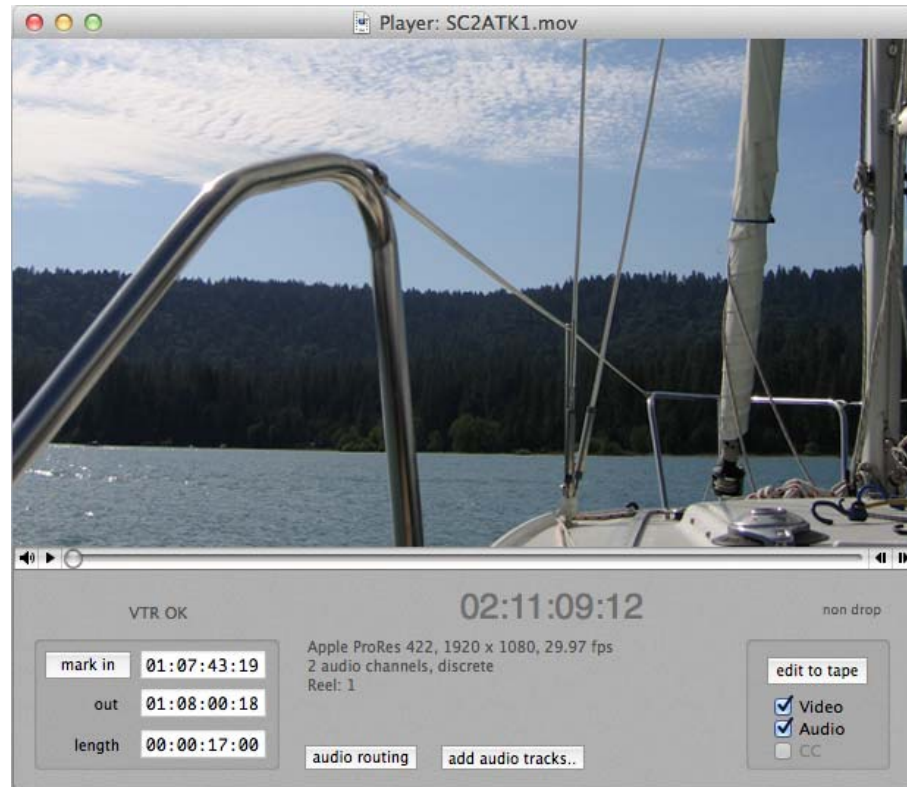 Player: SC2ATK1.mov
VTR OK
02:11:09:12
non drop
mark in 01:07:43:19
out 01:08:00:18
length 00:00:17:00
Apple ProRes 422, 1920 x 1080, 29.97 fps
2 audio channels, discrete
Reel: 1
audio routing
add audio tracks..
edit to tape
Video
Audio
CC